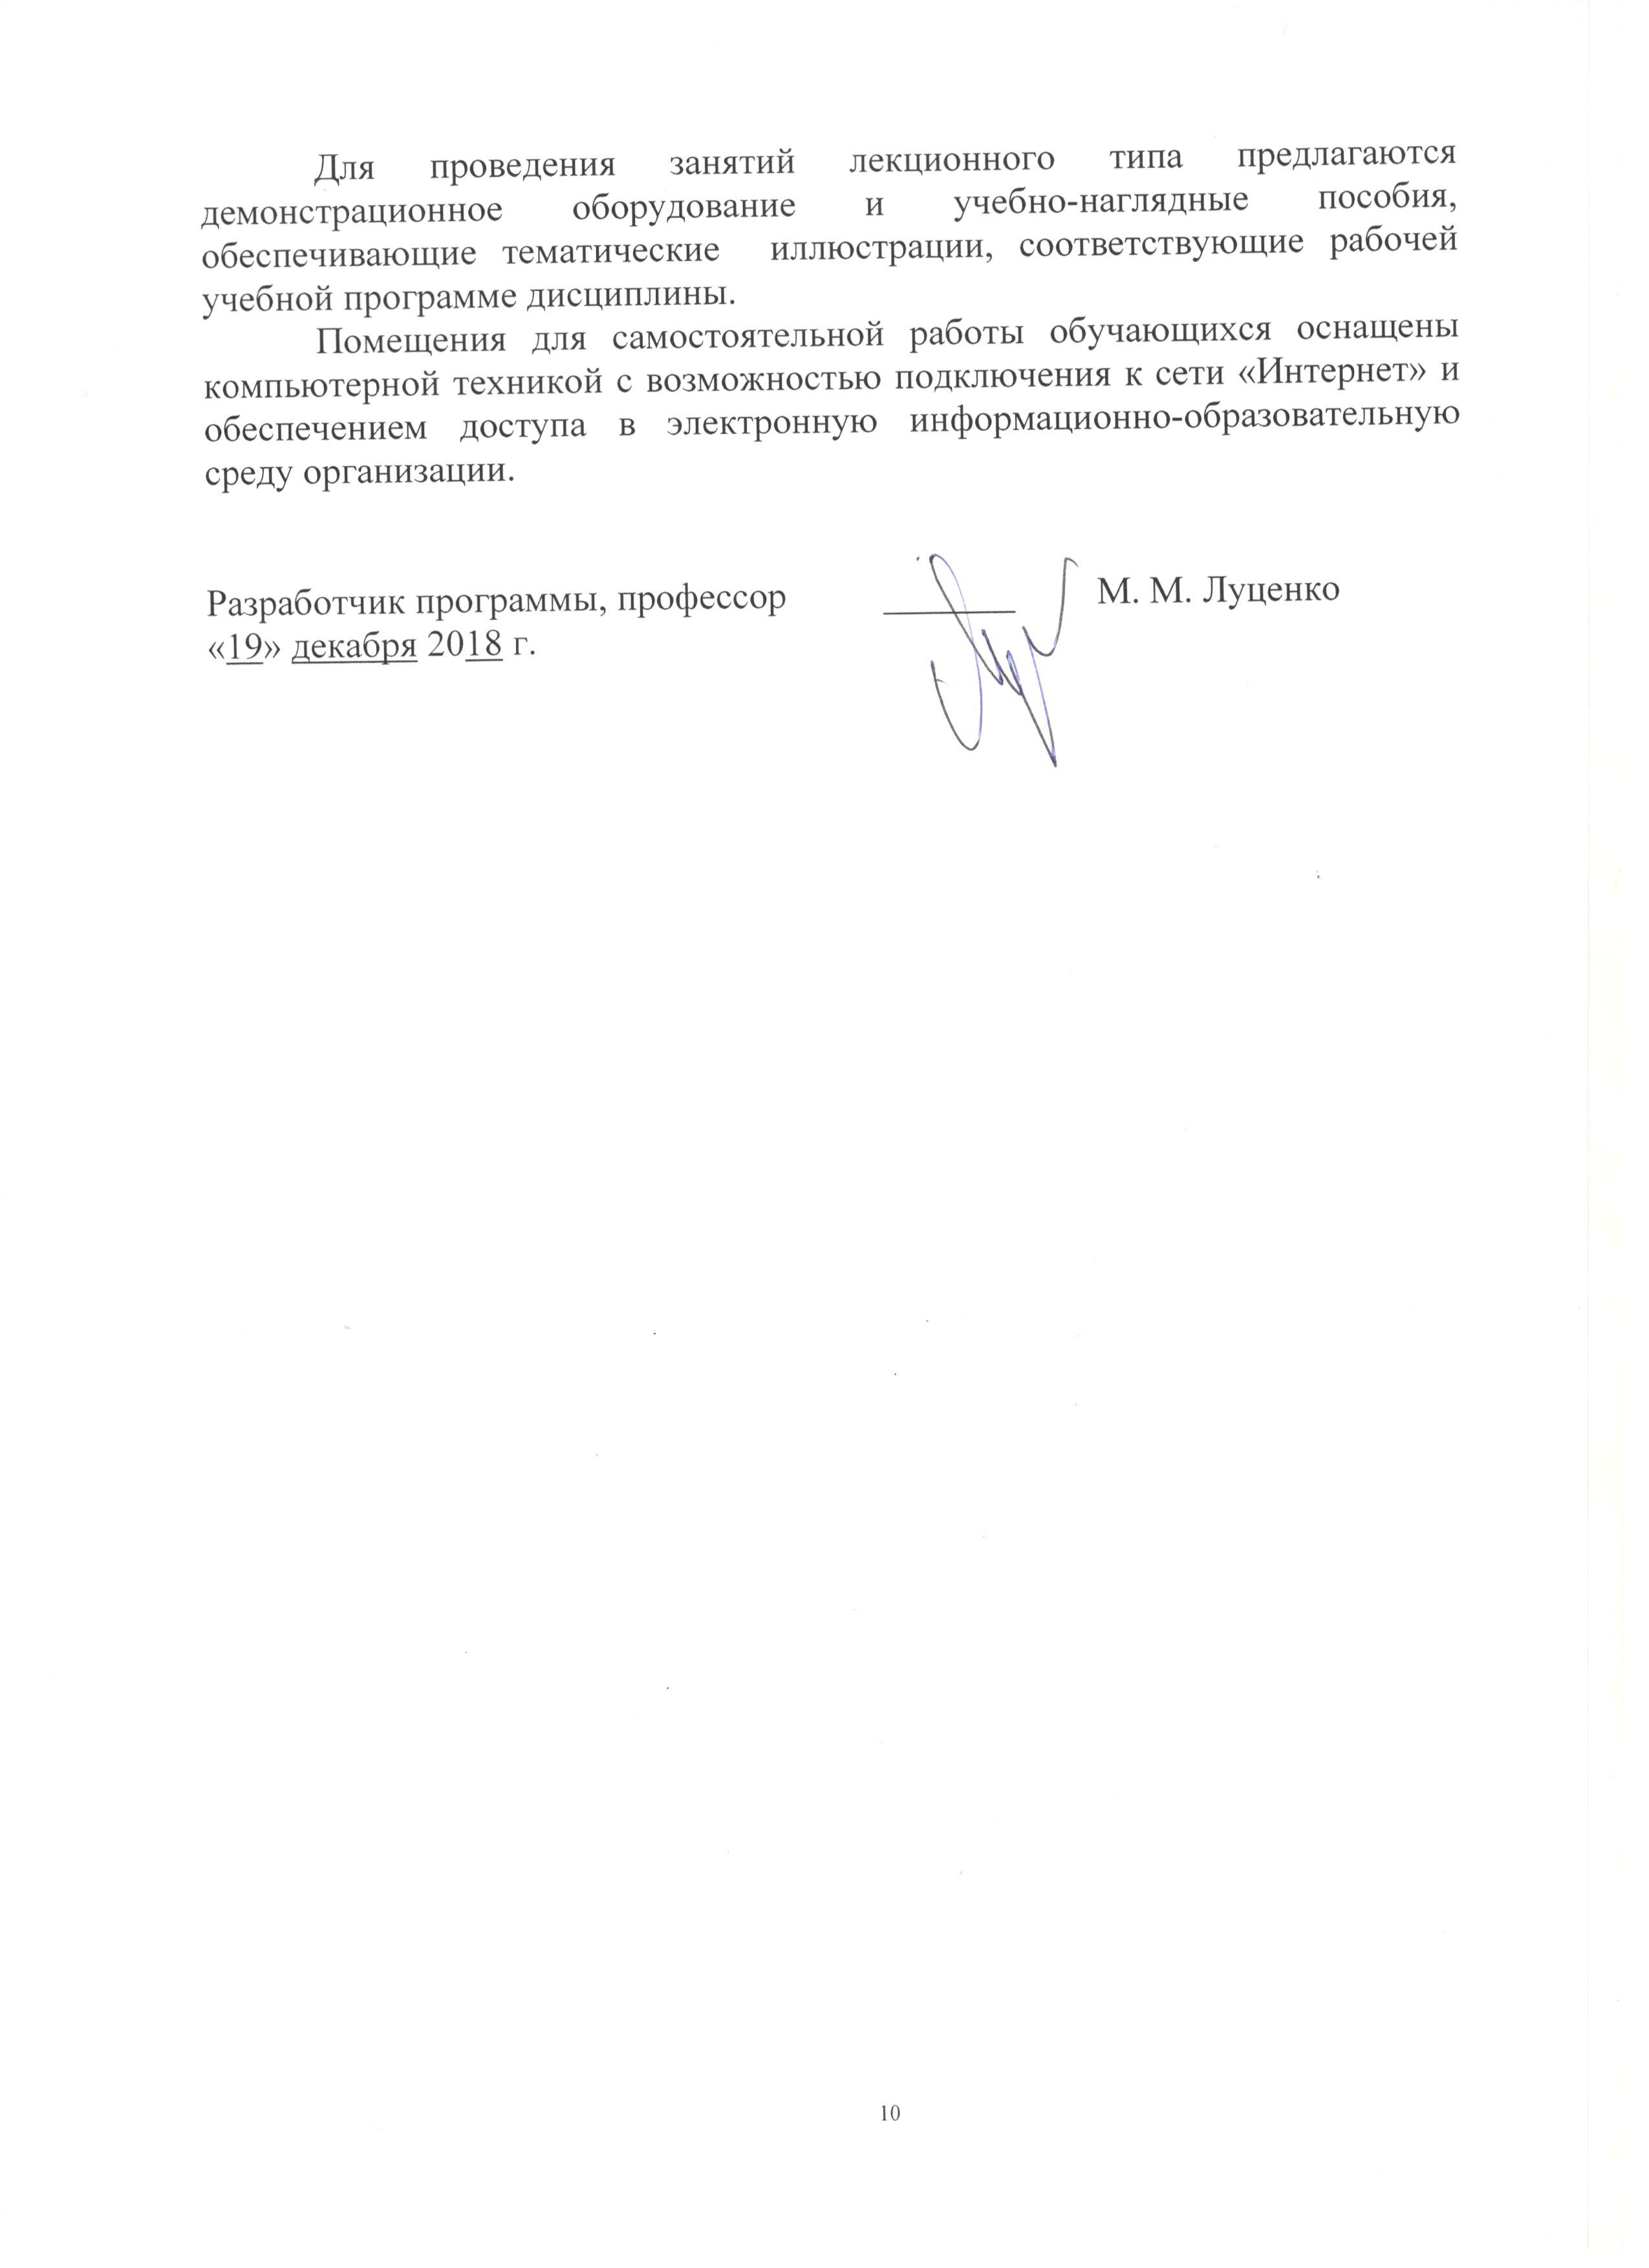 Для проведения занятий лекционного типа предлагаются
демонстрационное оборудование и учебно-наглядные пособия,
обеспечивающие тематические иллюстрации, соответствующие рабочей
учебной программе дисциплины.
Помещения для самостоятельной работы обучающихся оснащены
компьютерной техникой с возможностью подключения к сети «Интернет» и
обеспечением доступа в электронную информационно-образовательную
среду организации.
Разработчик программы, профессор ________ М. М. Луценко
«19» декабря 2018 г.
10